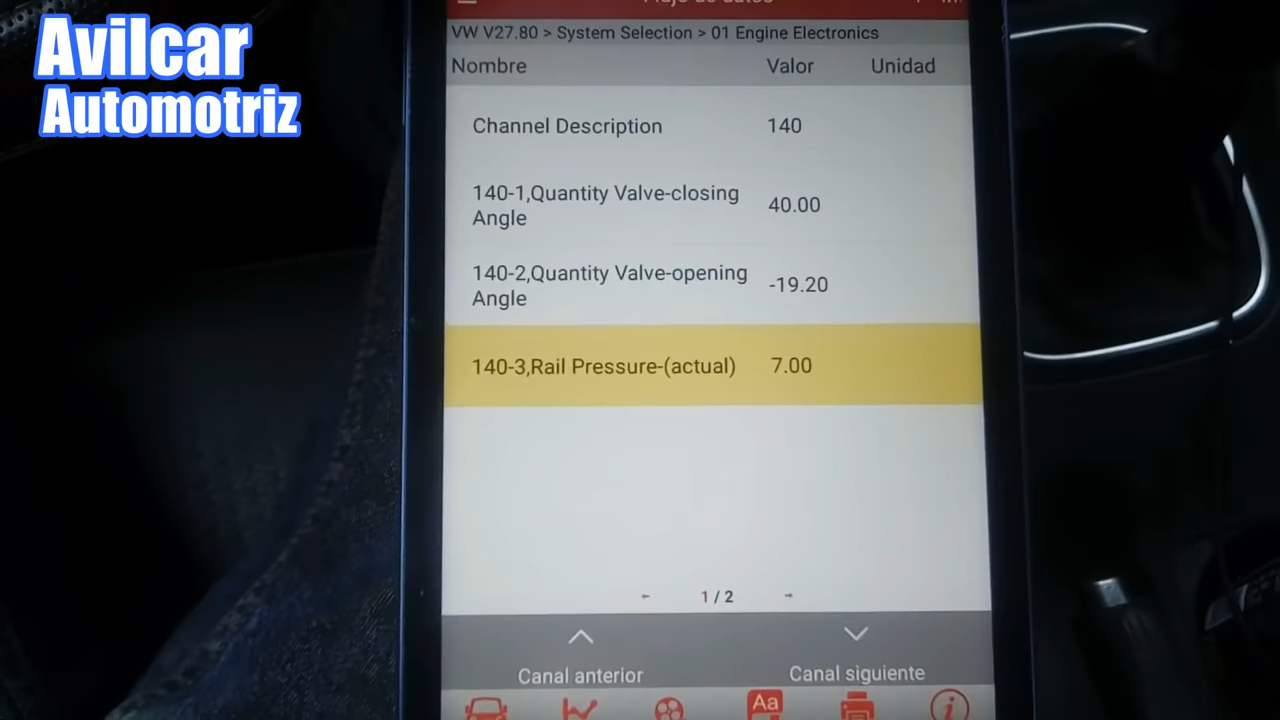 Avilcar
Automotriz
VW V27.80 > System Selection > 01 Engine Electronics
Nombre Valor Unidad
Channel Description 140
140-1,Quantity Valve-closing
Angle 40.00
140-2,Quantity Valve-opening
Angle -19.20
140-3,Rail Pressure-(actual) 7.00
1 / 2
Canal anterior Canal siguiente
Aa
i